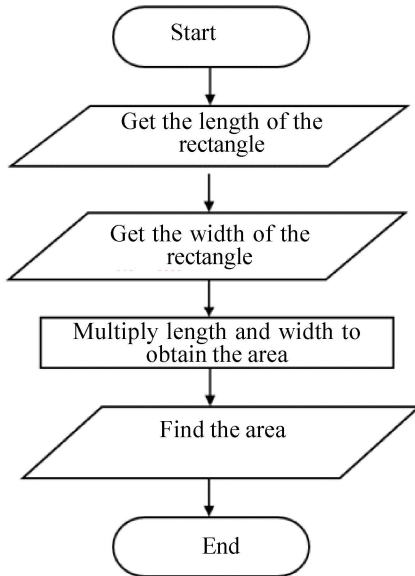 Start
Get the length of the
rectangle
Get the width of the
rectangle
Multiply length and width to
obtain the area
Find the area
End